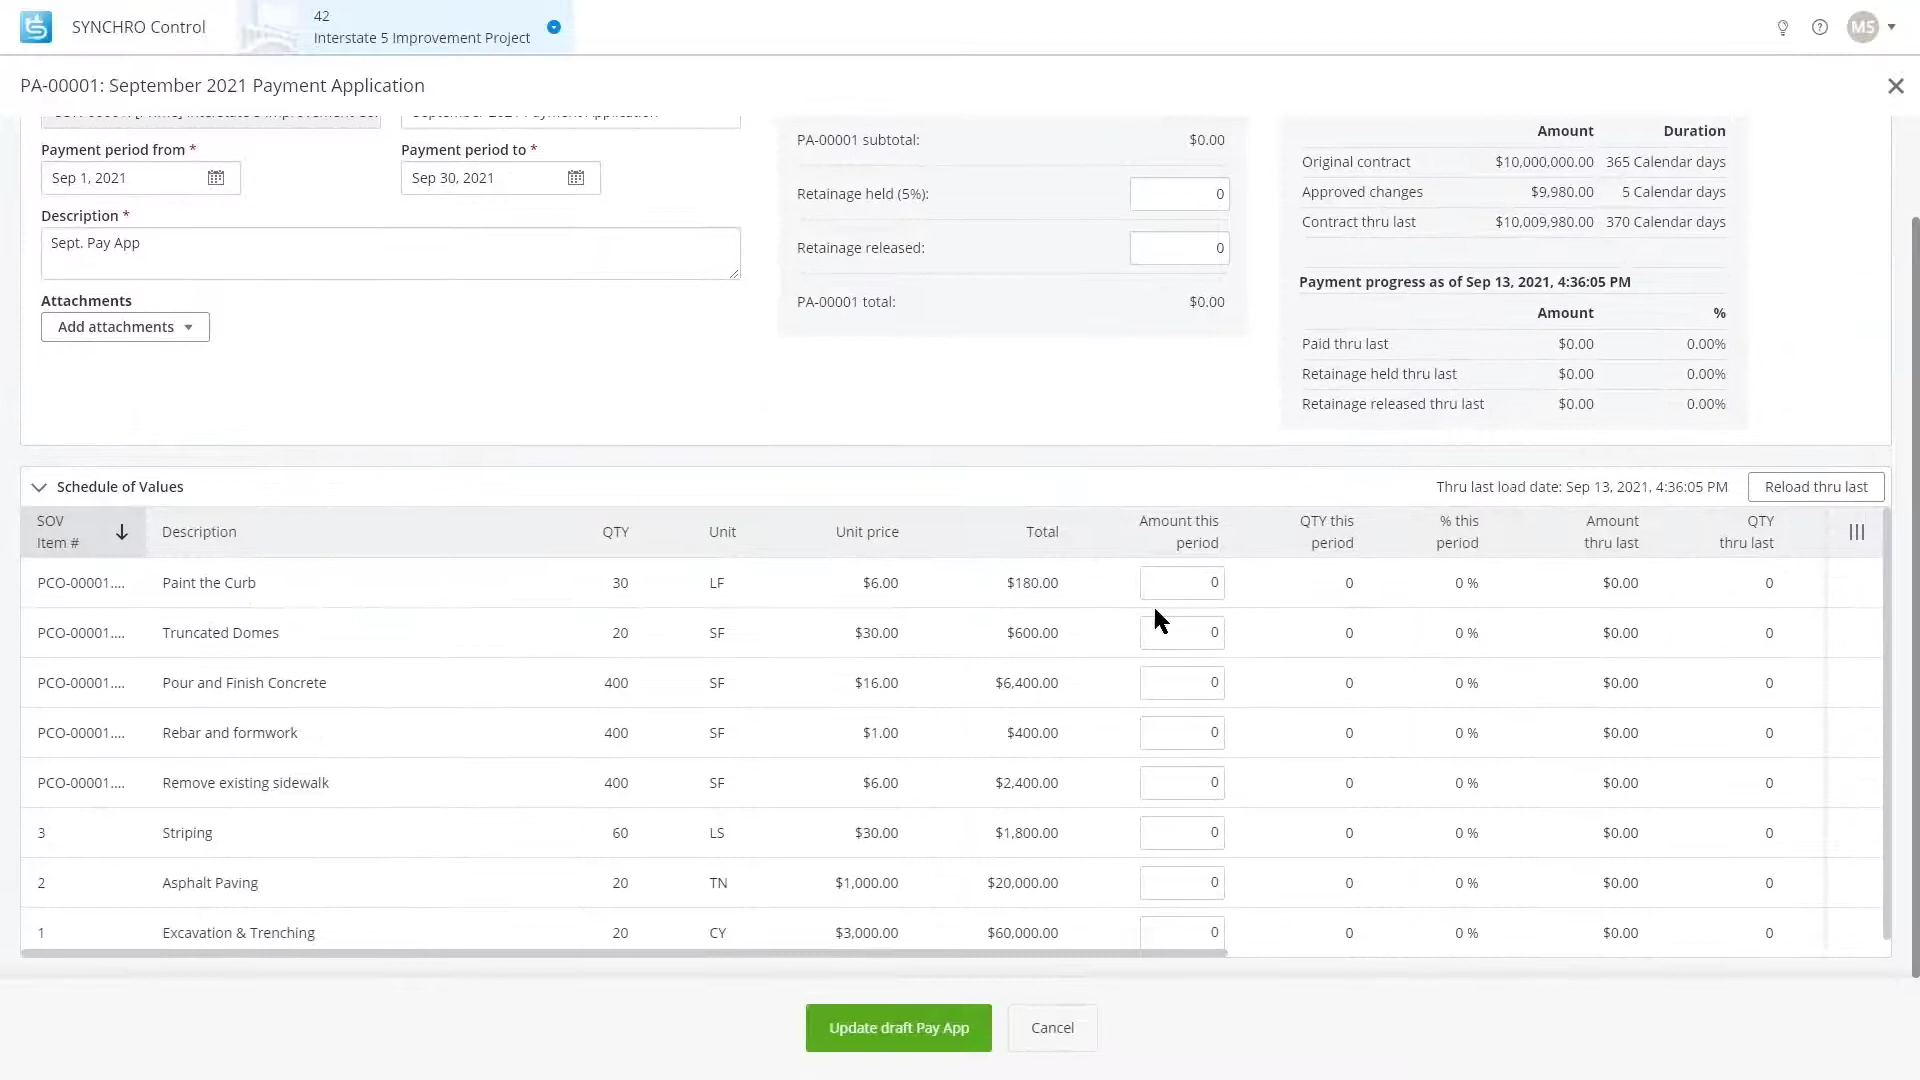 SYNCHRO Control
42
Interstate 5 Improvement Project
MS
PA-00001: September 2021 Payment Application
Payment period from *
Payment period to *
Sep 1, 2021
Sep 30, 2021
Description *
Sept. Pay App
Attachments
Add attachments
PA-00001 subtotal: $0.00
Retainage held (5%): 0
Retainage released: 0
PA-00001 total: $0.00
Amount Duration
Original contract $10,000,000.00 365 Calendar days
Approved changes $9,980.00 5 Calendar days
Contract thru last $10,009,980.00 370 Calendar days
Payment progress as of Sep 13, 2021, 4:36:05 PM
Amount %
Paid thru last $0.00 0.00%
Retainage held thru last $0.00 0.00%
Retainage released thru last $0.00 0.00%
Schedule of Values
Thru last load date: Sep 13, 2021, 4:36:05 PM
Reload thru last
SOV Item # Description QTY Unit Unit price Total Amount this period QTY this period % this period Amount thru last QTY thru last
PCO-00001.... Paint the Curb 30 LF $6.00 $180.00 0 0 0 % $0.00 0
PCO-00001.... Truncated Domes 20 SF $30.00 $600.00 0 0 0 % $0.00 0
PCO-00001.... Pour and Finish Concrete 400 SF $16.00 $6,400.00 0 0 0 % $0.00 0
PCO-00001.... Rebar and formwork 400 SF $1.00 $400.00 0 0 0 % $0.00 0
PCO-00001.... Remove existing sidewalk 400 SF $6.00 $2,400.00 0 0 0 % $0.00 0
3 Striping 60 LS $30.00 $1,800.00 0 0 0 % $0.00 0
2 Asphalt Paving 20 TN $1,000.00 $20,000.00 0 0 0 % $0.00 0
1 Excavation & Trenching 20 CY $3,000.00 $60,000.00 0 0 0 % $0.00 0
Update draft Pay App
Cancel